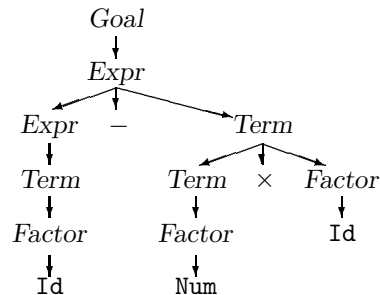 Goal
Expr
Expr − Term
Term Term × Factor
Factor Factor Id
Id Num